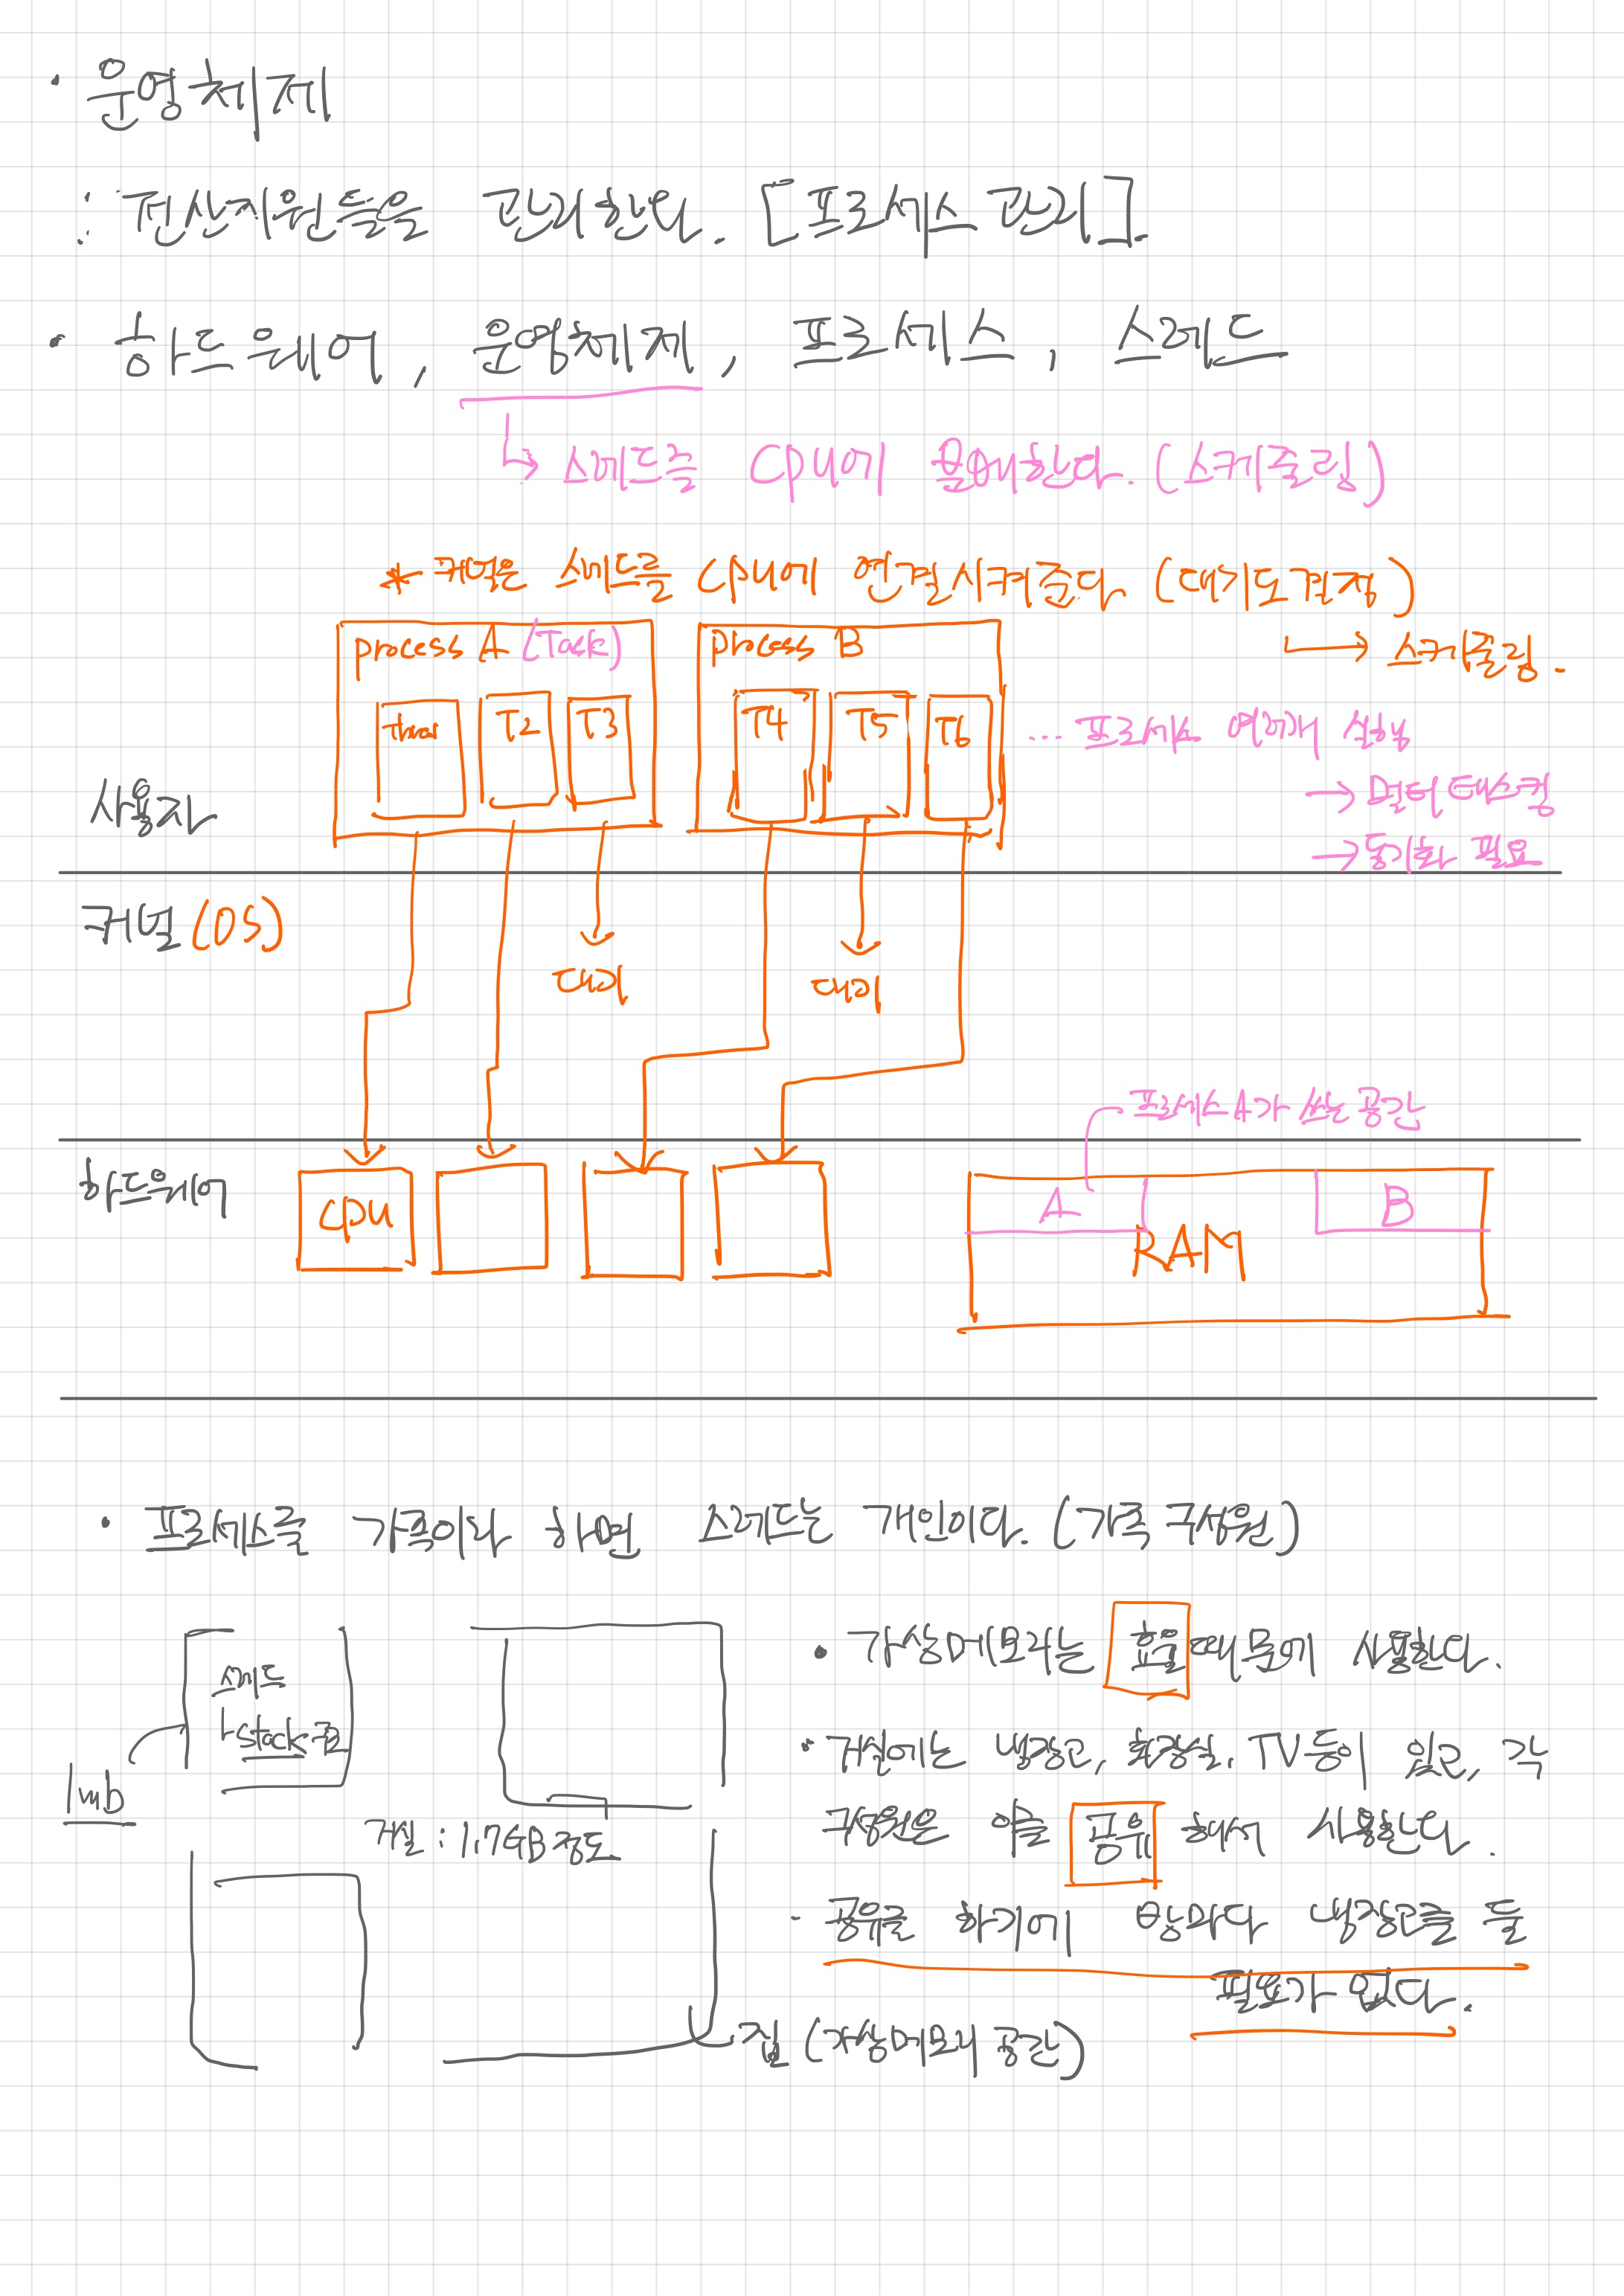 · 운영체제
: 전산자원들을 관리한다. [프로세스 관리].
· 하드웨어, 운영체제, 프로세스, 스레드
↳ 스레드를 CPU에 분배한다. (스케줄링)
* 커널은 스레드를 CPU에 연결시켜준다 (대기도 결정)
→ 스케줄링.
process A (Task)
process B
T2
T3
T4
T5
T6
... 프로세스 여러개 실행
→ 멀티 태스킹
→ 동기화 필요
사용자
커널 (OS)
대기
대기
프로세스 A가 쓰는 공간
하드웨어
CPU
A
B
RAM
· 프로세스를 가족이라 하면 스레드는 개인이다. (가족 구성원)
스레드
stack
1mb
거실 : 1.7GB 정도
집 (가상메모리 공간)
· 가상메모리는 효율 때문에 사용한다.
· 거실에는 냉장고, 화장실, TV 등이 있고, 각
구성원은 이를 공유 해서 사용한다.
· 공유를 하기에 방마다 냉장고를 둘
필요가 없다.